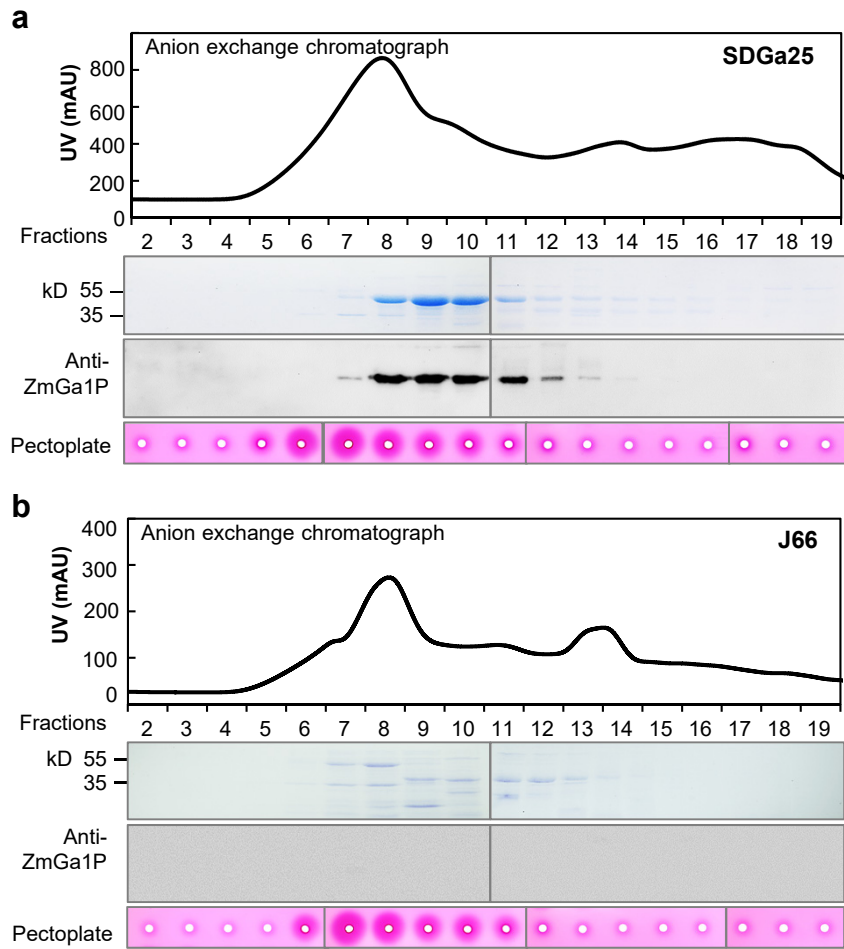 a
Anion exchange chromatograph
SDGa25
UV (mAU)
800
600
400
200
0
Fractions 2 3 4 5 6 7 8 9 10 11 12 13 14 15 16 17 18 19
kD 55
35
Anti-
ZmGa1P
Pectoplate
b
Anion exchange chromatograph
J66
UV (mAU)
400
300
200
100
0
Fractions 2 3 4 5 6 7 8 9 10 11 12 13 14 15 16 17 18 19
kD 55
35
Anti-
ZmGa1P
Pectoplate